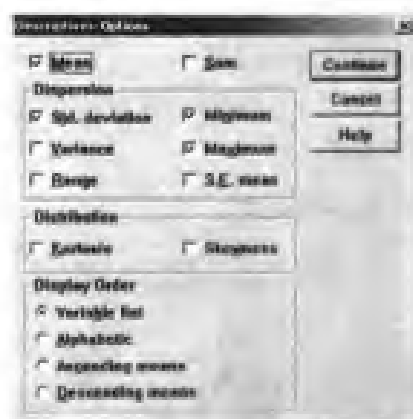 Descriptives: Options
Mean
Sum
Continue
Cancel
Help
Dispersion
Std. deviation
Minimum
Variance
Maximum
Range
S.E. mean
Distribution
Kurtosis
Skewness
Display Order
Variable list
Alphabetic
Ascending means
Descending means